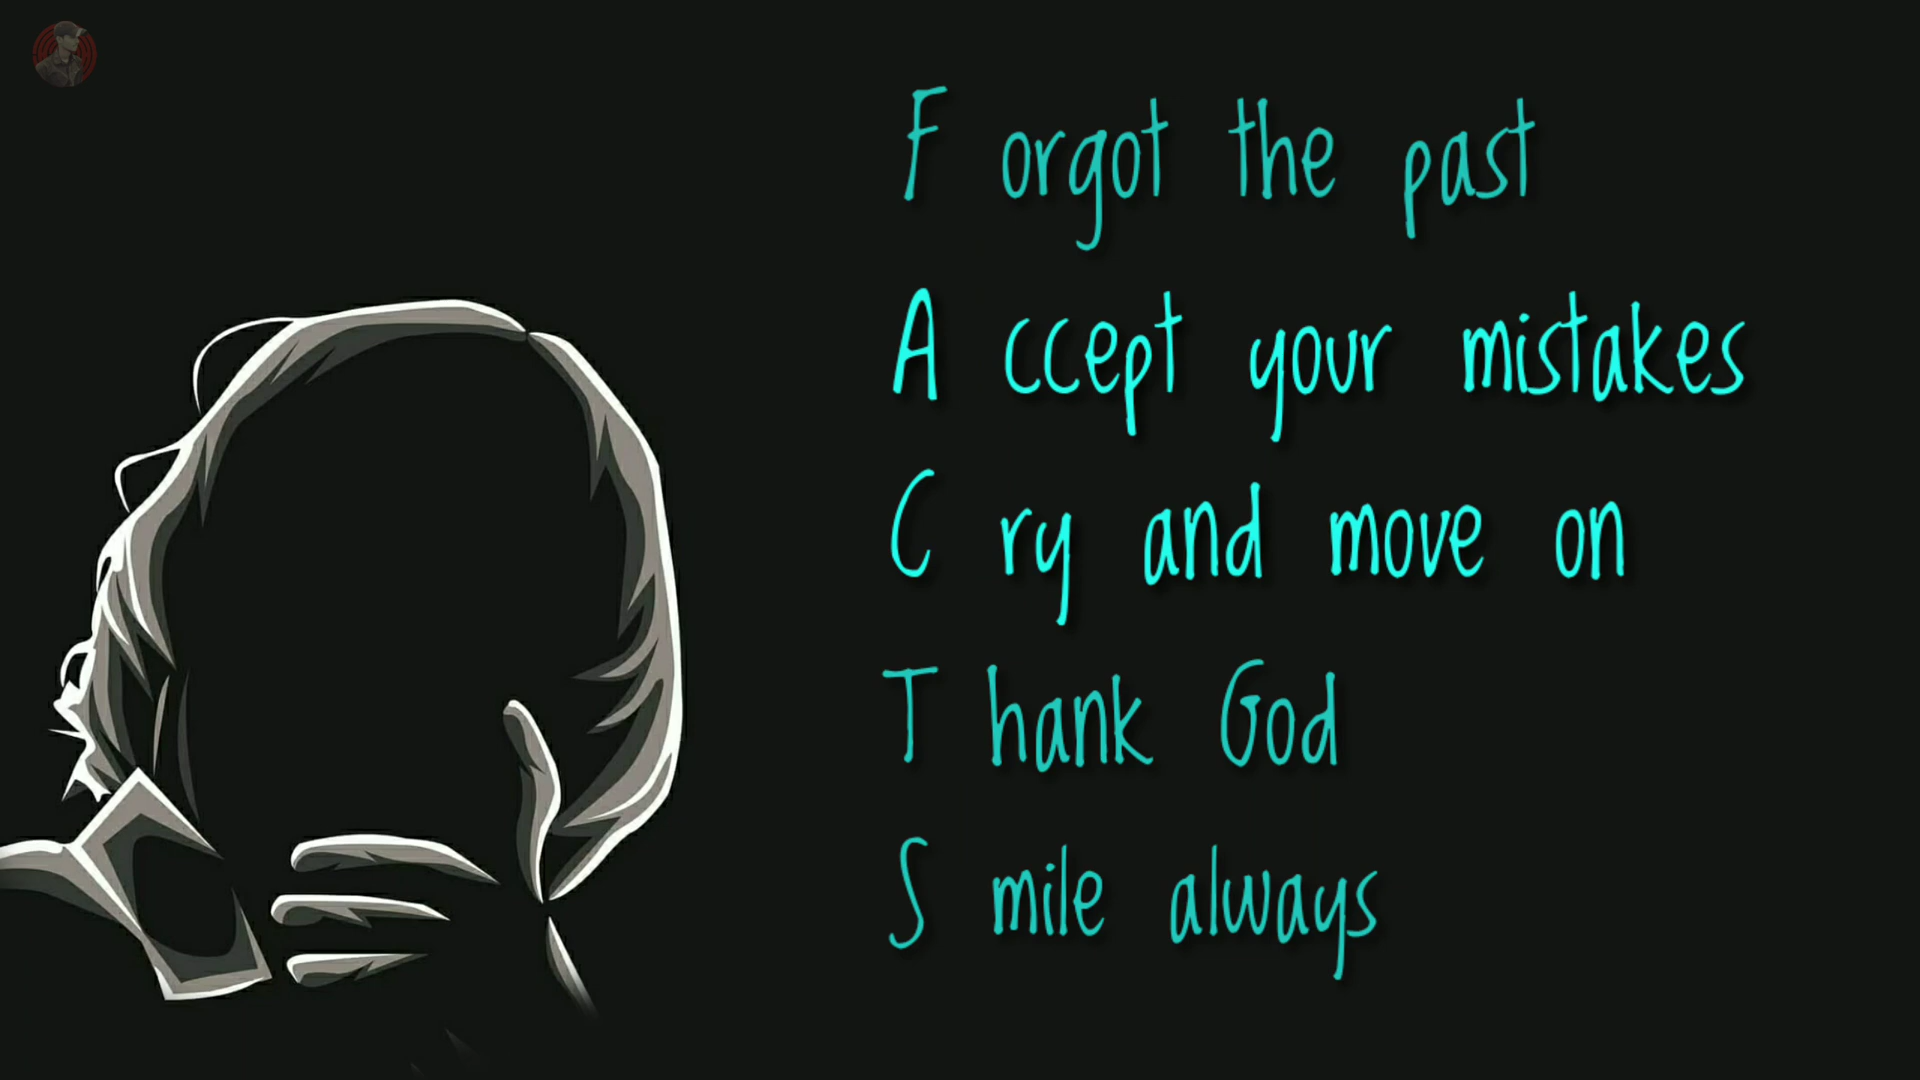 F orgot the past
A ccept your mistakes
C ry and move on
T hank God
S mile always